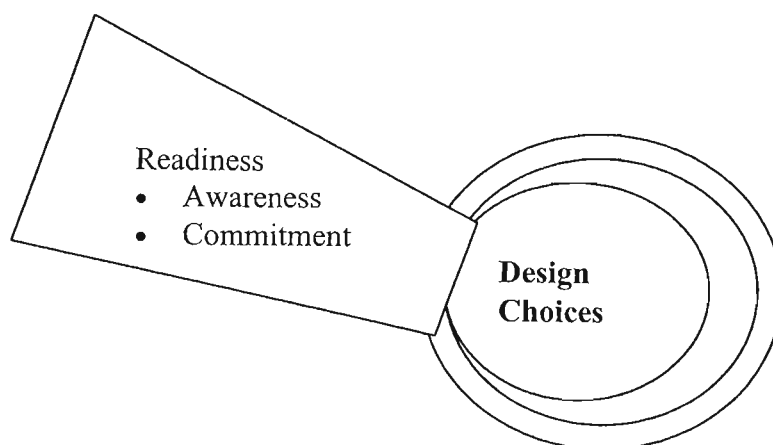 Readiness
• Awareness
• Commitment
Design
Choices